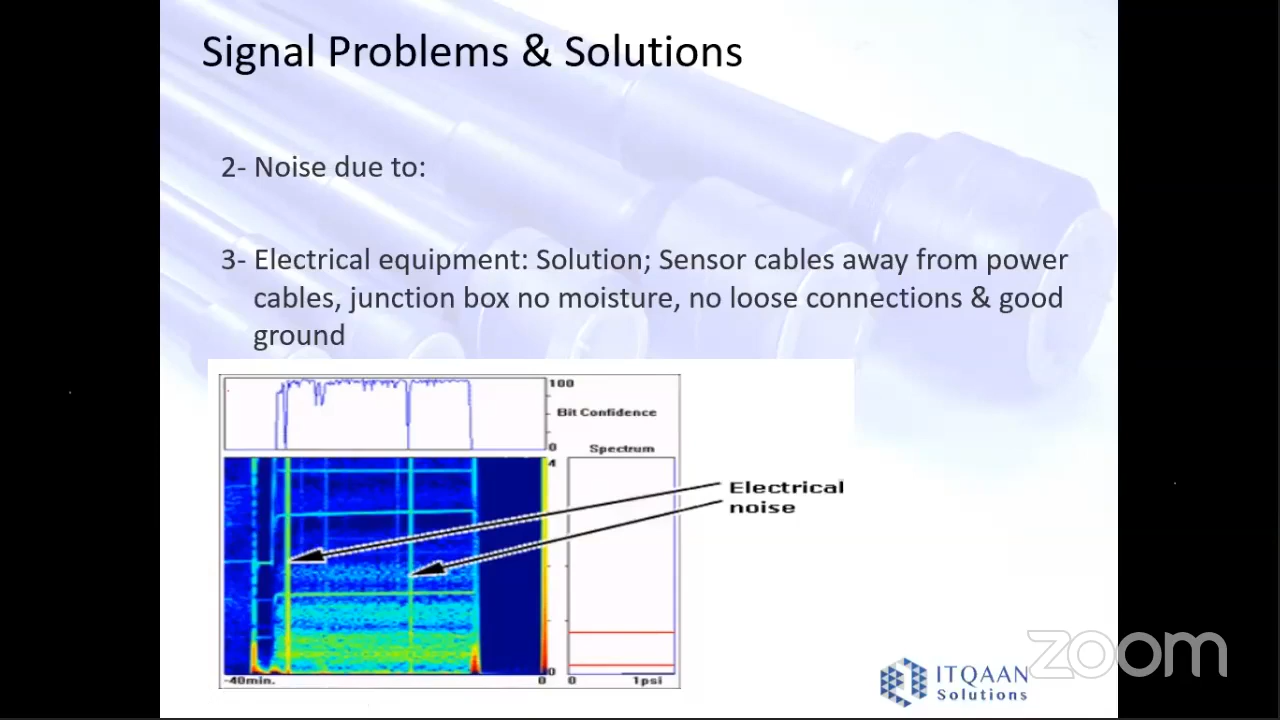 Signal Problems & Solutions
2- Noise due to:
3- Electrical equipment: Solution; Sensor cables away from power
cables, junction box no moisture, no loose connections & good
ground
100
Bit Confidence
0
Spectrum
4
Electrical
noise
0
-40min.
0
0
1psi
zoom
ITQAAN
Solutions